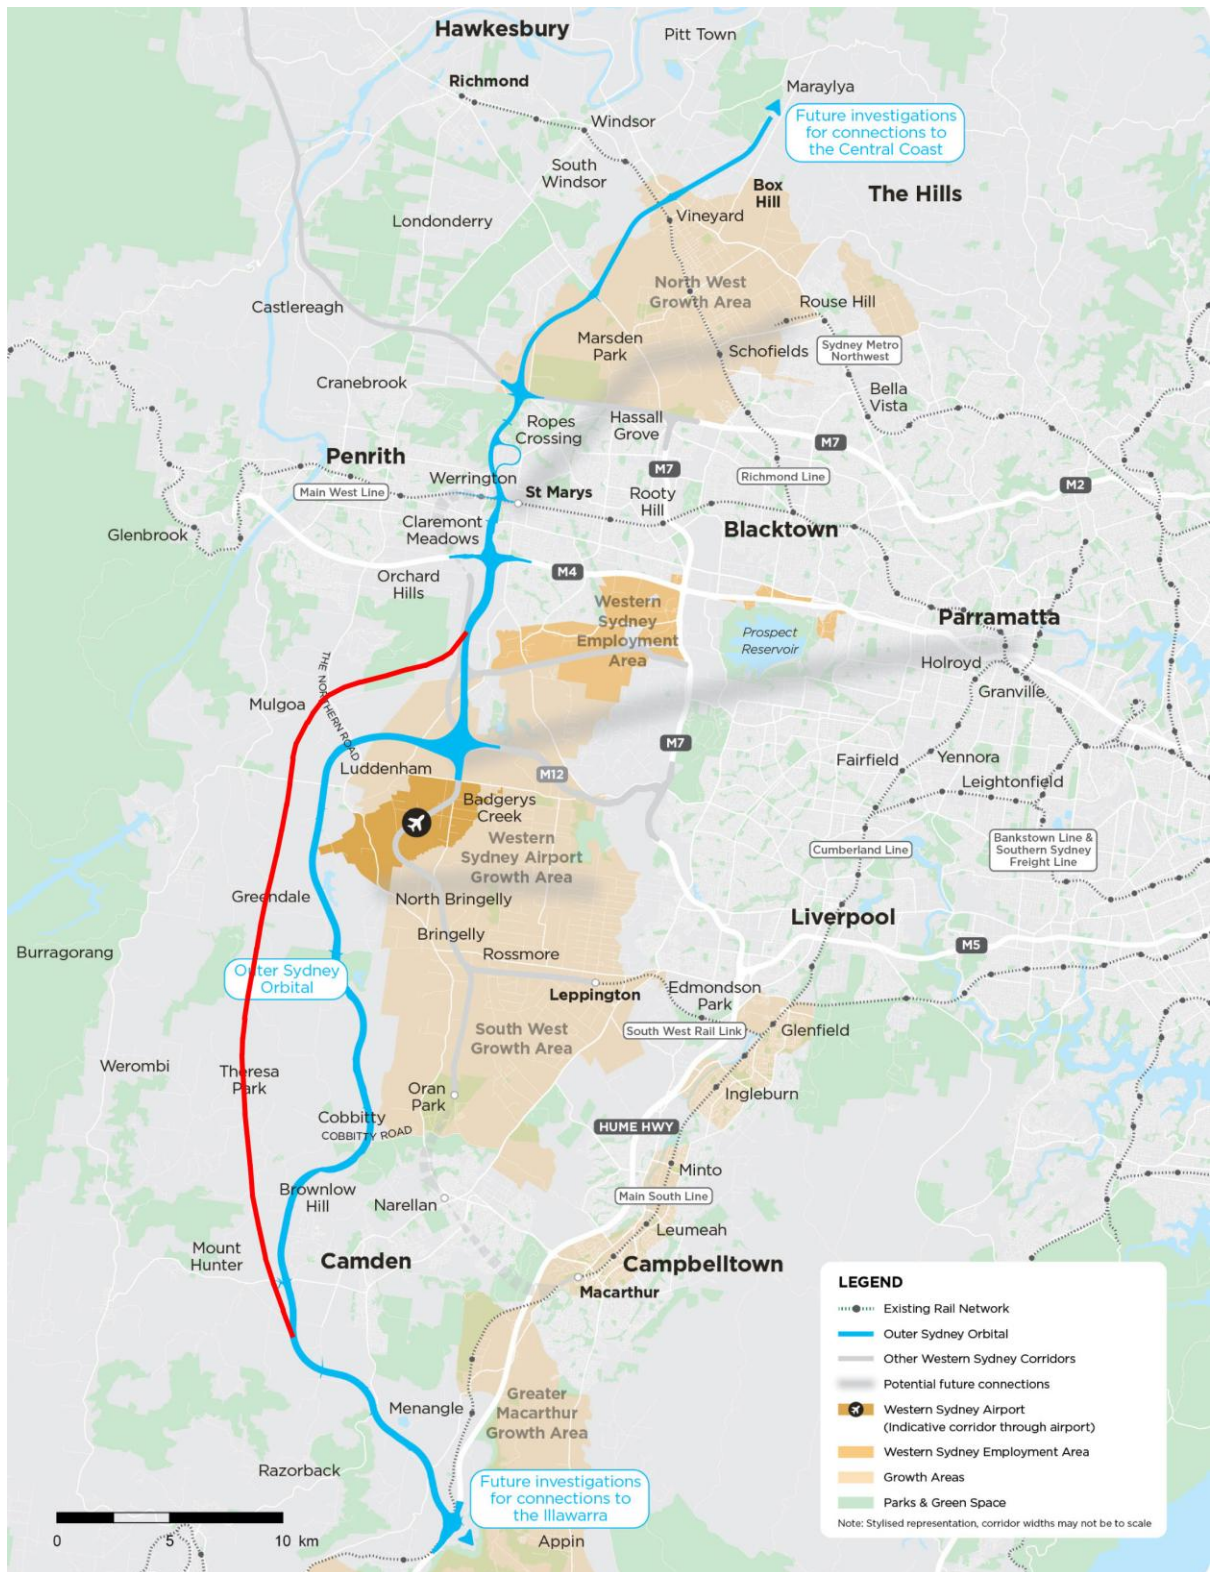 Hawkesbury
Pitt Town
Richmond
Maraylya
Future investigations
for connections to
the Central Coast
Windsor
South
Windsor
Box
Hill
The Hills
Londonderry
Vineyard
North West
Growth Area
Castlereagh
Rouse Hill
Marsden
Park
Schofields
Sydney Metro
Northwest
Cranebrook
Bella
Vista
Ropes
Crossing
Hassall
Grove
M7
Penrith
M7
Richmond Line
Werrington
Main West Line
St Marys
Rooty
Hill
M2
Glenbrook
Claremont
Meadows
Blacktown
Orchard
Hills
M4
Western
Sydney
Employment
Area
Prospect
Reservoir
Parramatta
Holroyd
Granville
THE NORTHERN ROAD
Mulgoa
M7
Fairfield
Yennora
Luddenham
M12
Leightonfield
Badgerys
Creek
Western
Sydney Airport
Growth Area
Cumberland Line
Bankstown Line &
Southern Sydney
Freight Line
Greendale
North Bringelly
Liverpool
Bringelly
M5
Burragorang
Rossmore
Outer Sydney
Orbital
Leppington
Edmondson
Park
South West
Growth Area
South West Rail Link
Glenfield
Werombi
Theresa
Park
Oran
Park
Ingleburn
Cobbitty
COBBITTY ROAD
HUME HWY
Minto
Brownlow
Hill
Narellan
Main South Line
Leumeah
Mount
Hunter
Camden
Campbelltown
Macarthur
Greater
Macarthur
Growth Area
Menangle
Razorback
Future investigations
for connections to
the Illawarra
Appin
0 5 10 km
LEGEND
Existing Rail Network
Outer Sydney Orbital
Other Western Sydney Corridors
Potential future connections
Western Sydney Airport
(Indicative corridor through airport)
Western Sydney Employment Area
Growth Areas
Parks & Green Space
Note: Stylised representation, corridor widths may not be to scale